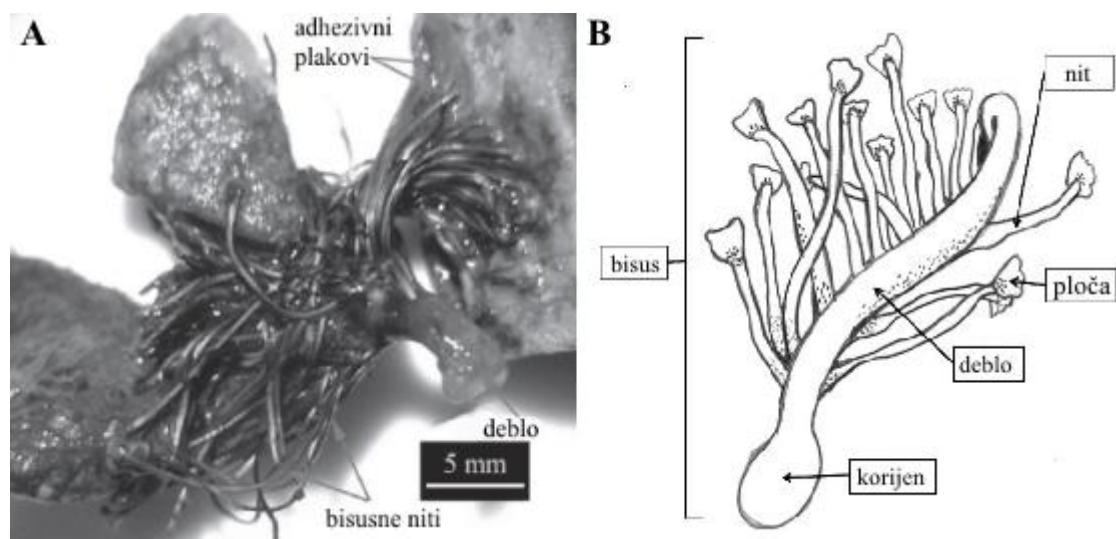 A
adhezivni
plakovi
deblo
5 mm
bisusne niti
B
nit
bisus
ploča
deblo
korijen